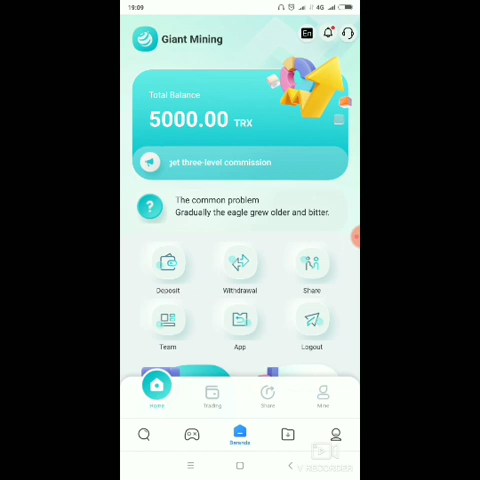 19:09
4G
Giant Mining
En
Total Balance
5000.00 TRX
get three-level commission
The common problem
Gradually the eagle grew older and bitter.
Deposit
Withdrawal
Share
Team
App
Logout
Home
Trading
Share
Mine
Beranda
V RECORDER